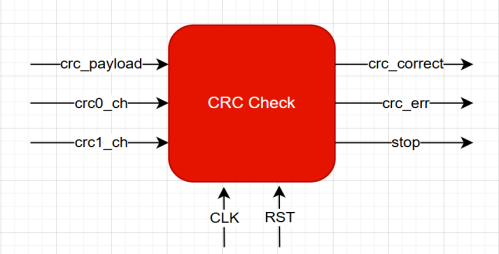 crc_payload
crc0_ch
crc1_ch
CRC Check
crc_correct
crc_err
stop
CLK
RST